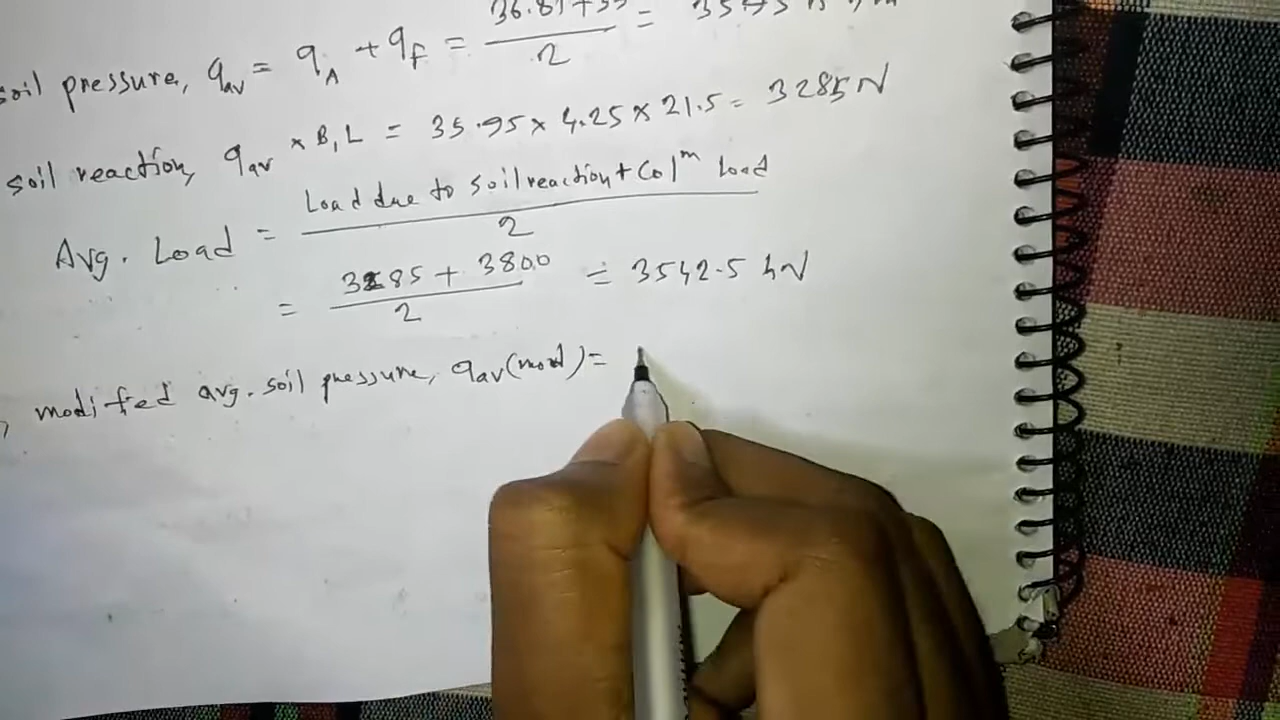 soil pressure, qav = qA + qF = 36.81+35 / 2 =
soil reaction, qav × B, L = 35.95 × 4.25 × 21.5 = 3285 N
Avg. Load = Load due to soil reaction + Colm Load / 2
= 3285 + 3800 / 2 = 3542.5 kN
modified avg. soil pressure, qav(mod) =